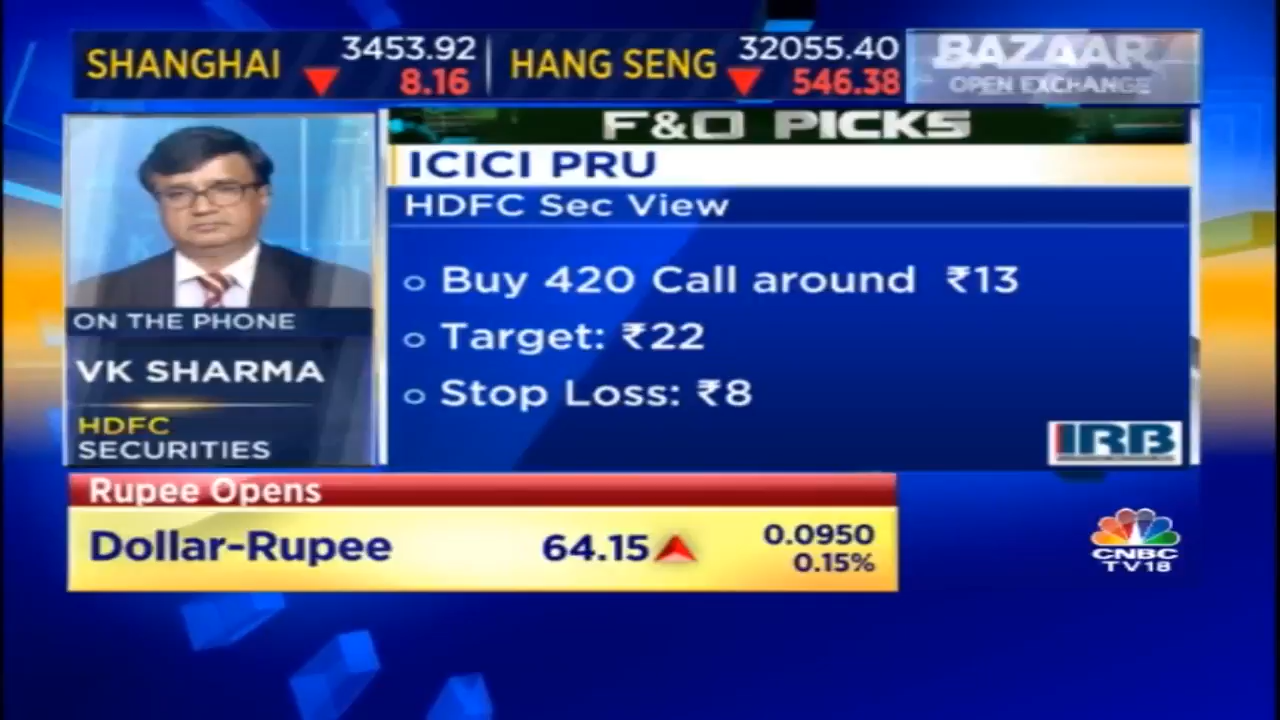 SHANGHAI 3453.92 8.16
HANG SENG 32055.40 546.38
BAZAAR
OPEN EXCHANGE
F&O PICKS
ICICI PRU
HDFC Sec View
Buy 420 Call around ₹13
Target: ₹22
Stop Loss: ₹8
ON THE PHONE
VK SHARMA
HDFC
SECURITIES
IRB
Rupee Opens
Dollar-Rupee 64.15 0.0950
0.15%
CNBC
TV18